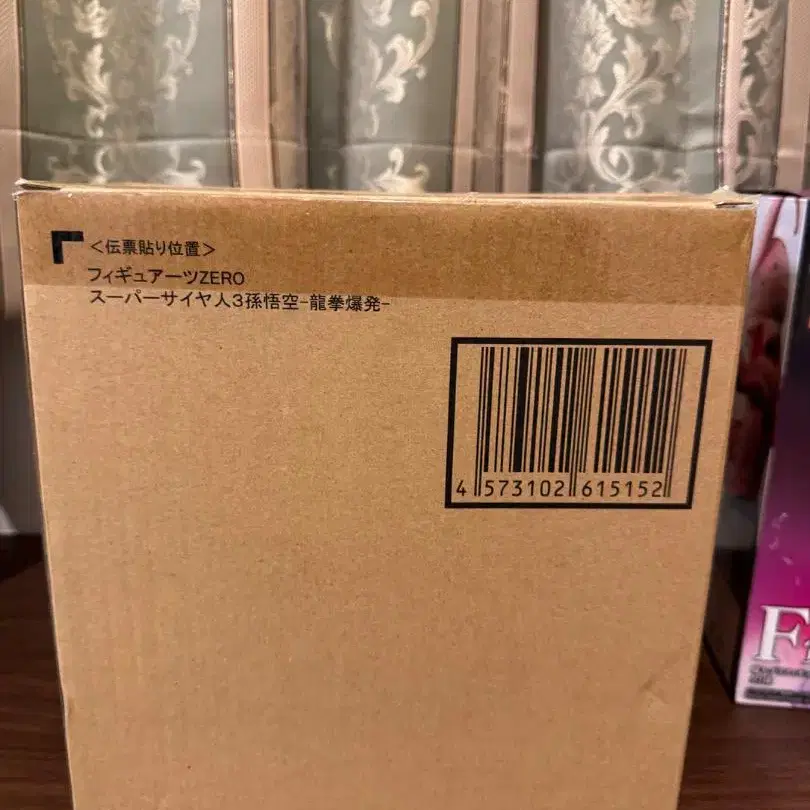 <伝票貼り位置>
フィギュアーツZERO
スーパーサイヤ人3孫悟空-龍拳爆発-
4 573102 615152